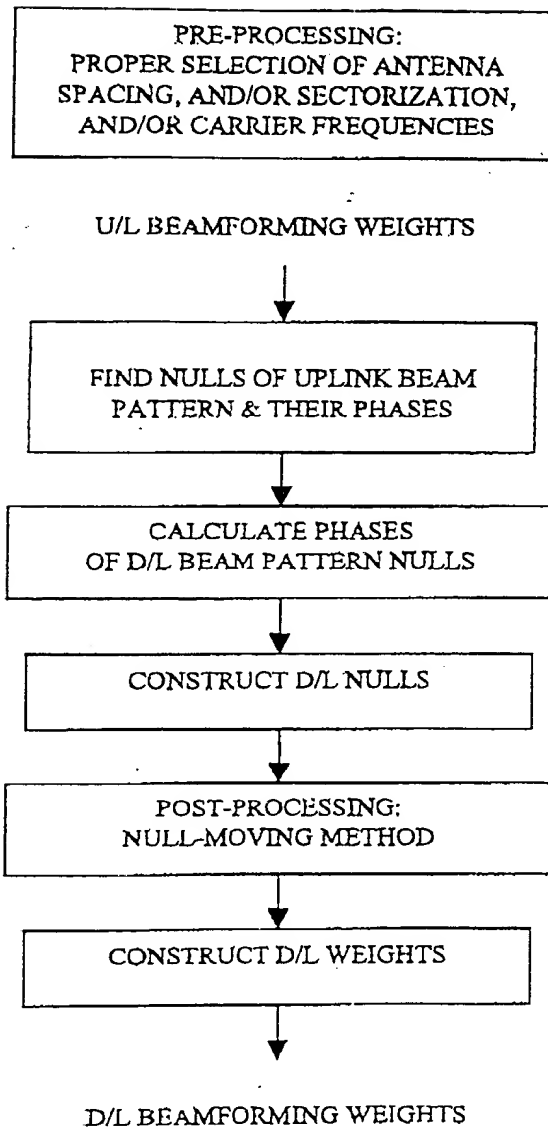 PRE-PROCESSING:
PROPER SELECTION OF ANTENNA
SPACING, AND/OR SECTORIZATION,
AND/OR CARRIER FREQUENCIES
U/L BEAMFORMING WEIGHTS
FIND NULLS OF UPLINK BEAM
PATTERN & THEIR PHASES
CALCULATE PHASES
OF D/L BEAM PATTERN NULLS
CONSTRUCT D/L NULLS
POST-PROCESSING:
NULL-MOVING METHOD
CONSTRUCT D/L WEIGHTS
D/L BEAMFORMING WEIGHTS